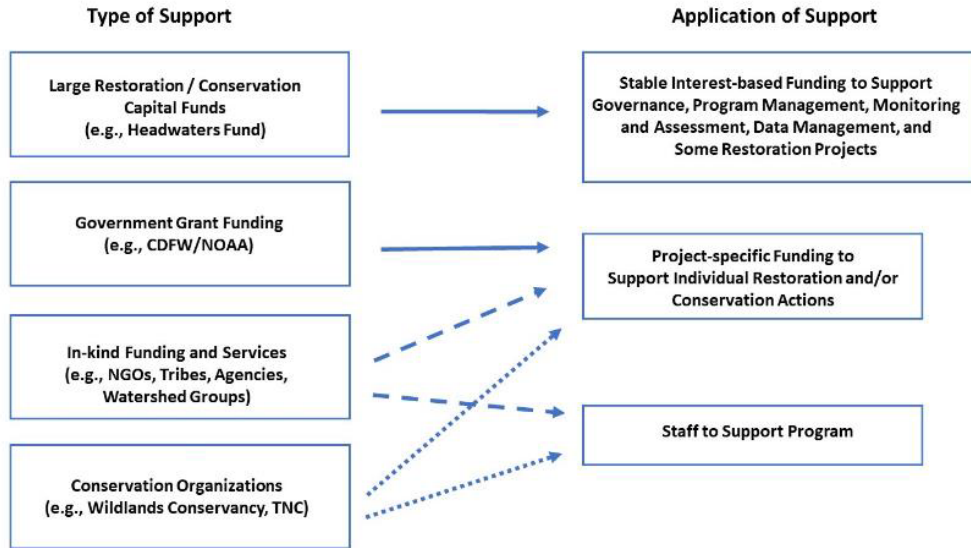 Type of Support
Application of Support
Large Restoration / Conservation
Capital Funds
(e.g., Headwaters Fund)
Stable Interest-based Funding to Support
Governance, Program Management, Monitoring
and Assessment, Data Management, and
Some Restoration Projects
Government Grant Funding
(e.g., CDFW/NOAA)
Project-specific Funding to
Support Individual Restoration and/or
Conservation Actions
In-kind Funding and Services
(e.g., NGOs, Tribes, Agencies,
Watershed Groups)
Staff to Support Program
Conservation Organizations
(e.g., Wildlands Conservancy, TNC)